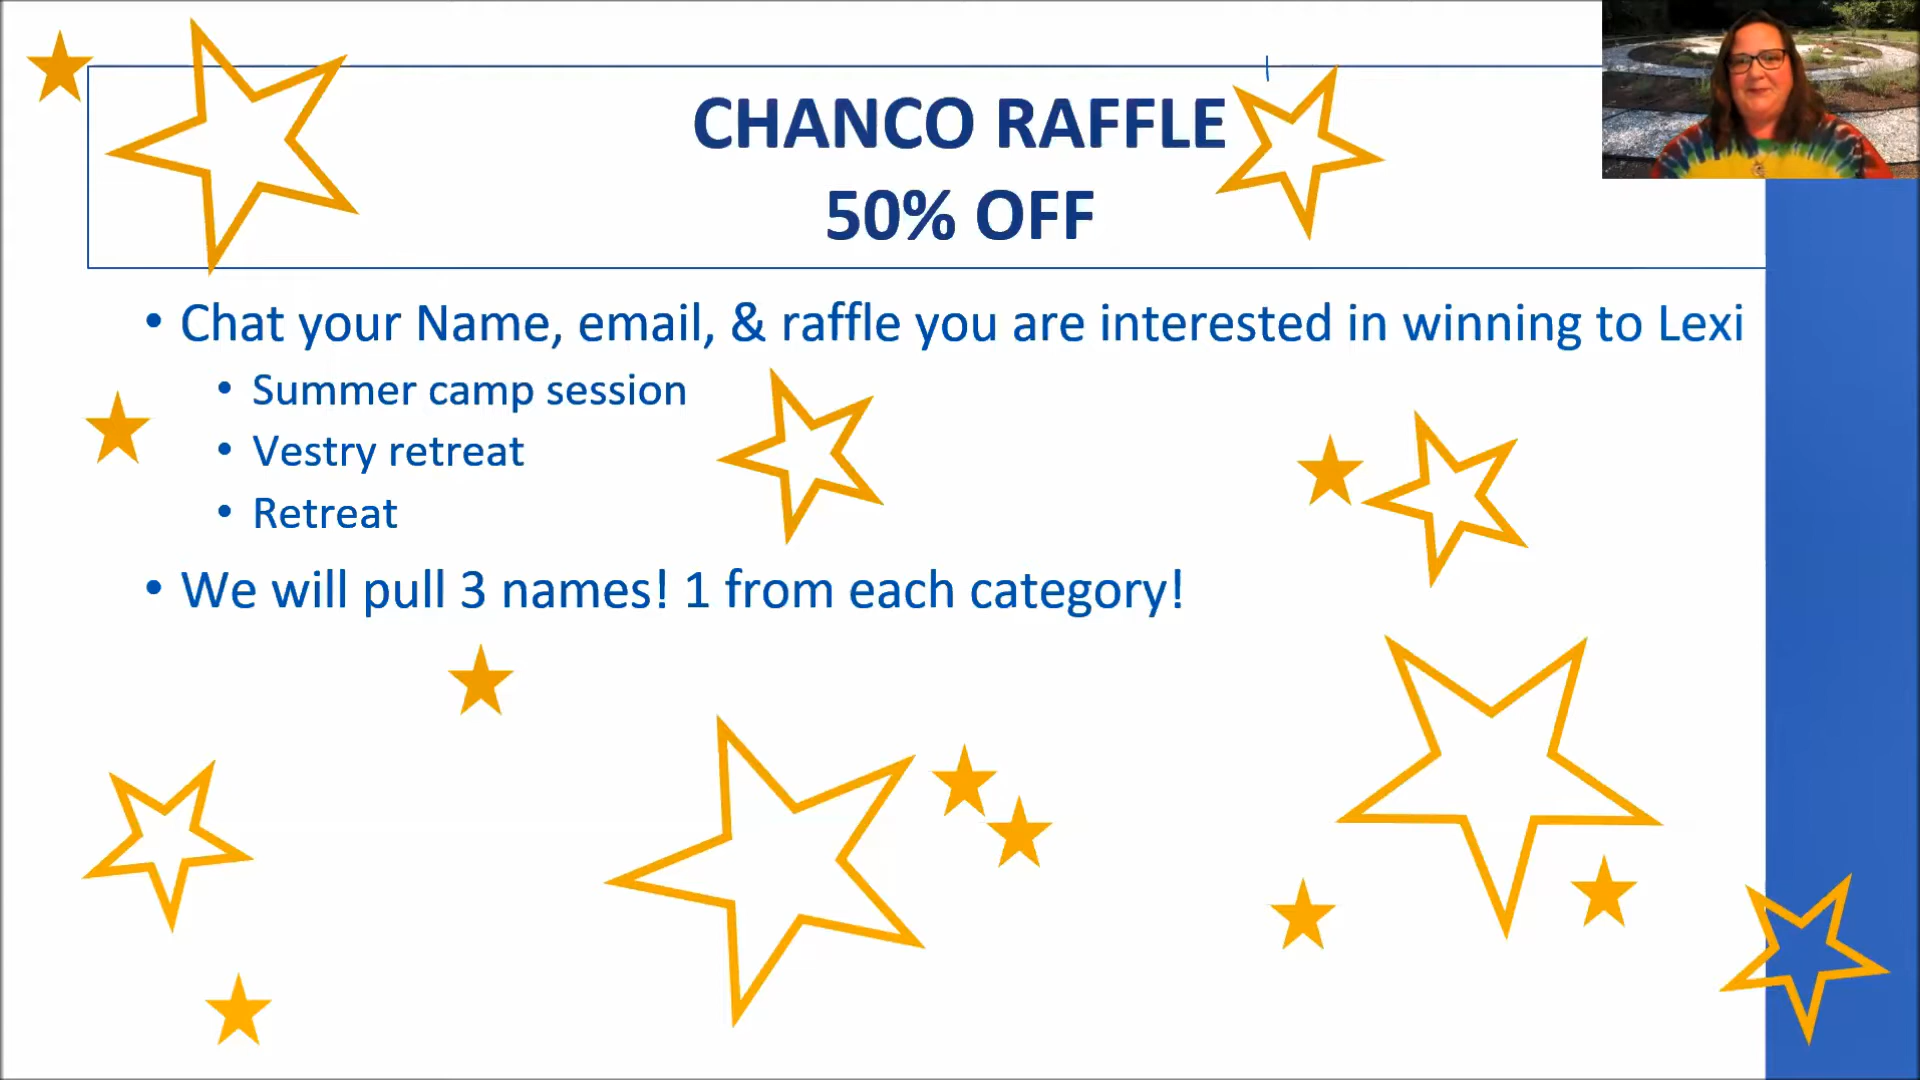 CHANCO RAFFLE
50% OFF
• Chat your Name, email, & raffle you are interested in winning to Lexi
• Summer camp session
• Vestry retreat
• Retreat
• We will pull 3 names! 1 from each category!